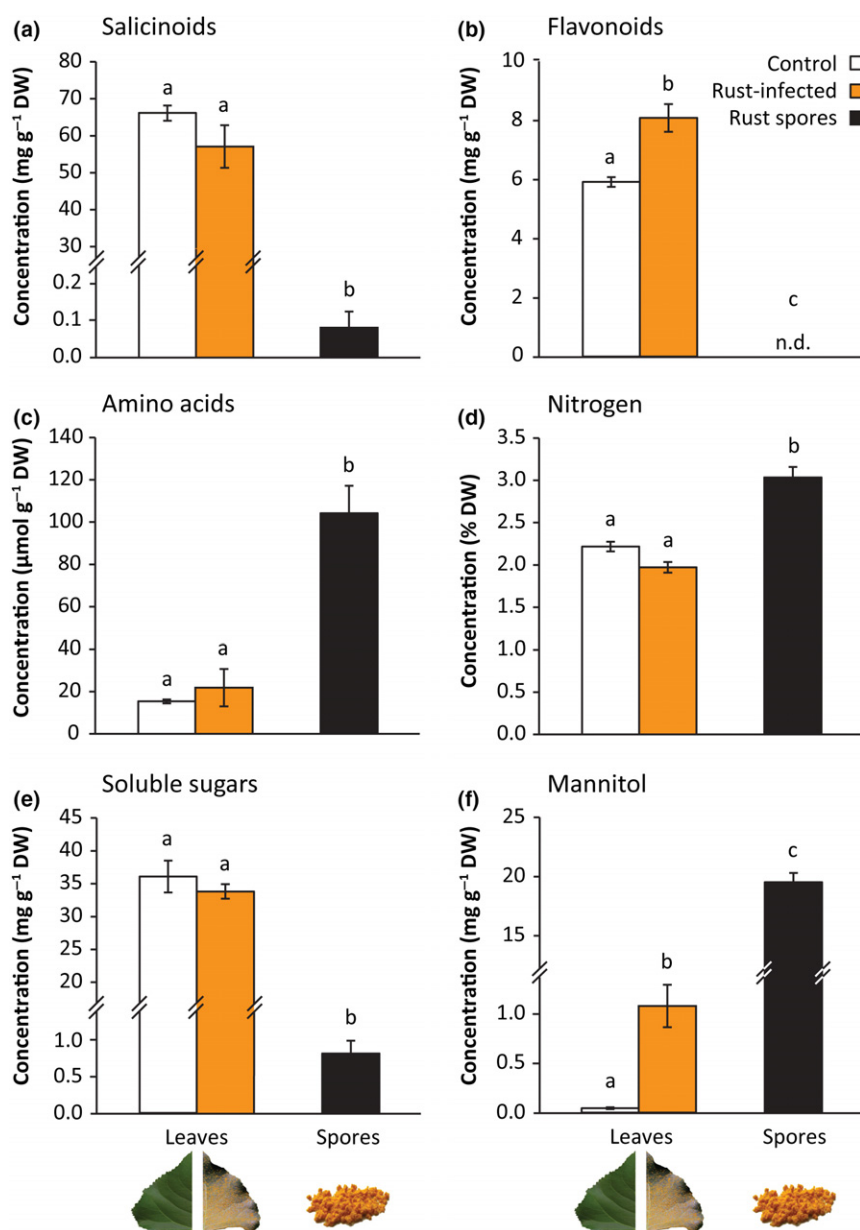 (a) Salicinoids
Concentration (mg g⁻¹ DW)
70
60
50
40
30
0.2
0.1
0.0
a
a
b
(b) Flavonoids
Concentration (mg g⁻¹ DW)
10
8
6
4
2
0
a
b
c
n.d.
Control
Rust-infected
Rust spores
(c) Amino acids
Concentration (µmol g⁻¹ DW)
140
120
100
80
60
40
20
0
a
a
b
(d) Nitrogen
Concentration (% DW)
3.5
3.0
2.5
2.0
1.5
1.0
0.5
0.0
a
a
b
(e) Soluble sugars
Concentration (mg g⁻¹ DW)
45
40
35
30
25
20
1.0
0.5
0.0
a
a
b
Leaves Spores
(f) Mannitol
Concentration (mg g⁻¹ DW)
25
20
15
1.0
0.5
0.0
a
b
c
Leaves Spores